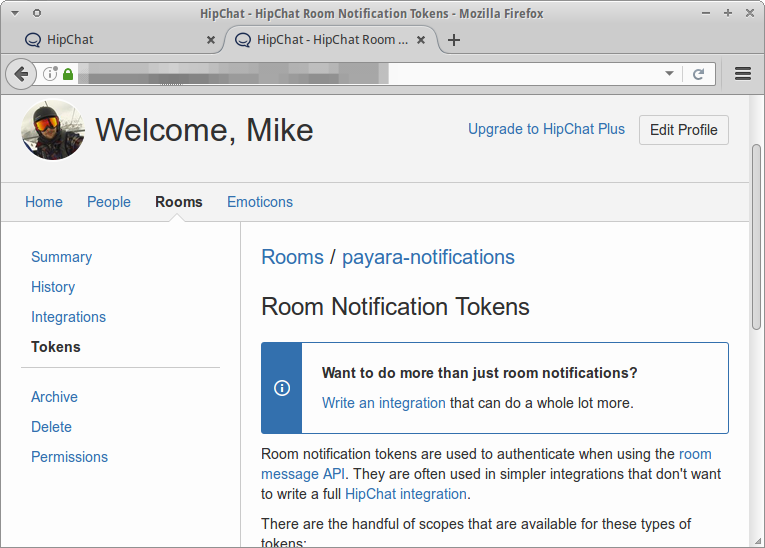 HipChat - HipChat Room Notification Tokens - Mozilla Firefox
HipChat
HipChat - HipChat Room ...
Welcome, Mike
Upgrade to HipChat Plus
Edit Profile
Home People Rooms Emoticons
Summary
History
Integrations
Tokens
Archive
Delete
Permissions
Rooms / payara-notifications
Room Notification Tokens
Want to do more than just room notifications?
Write an integration that can do a whole lot more.
Room notification tokens are used to authenticate when using the room
message API. They are often used in simpler integrations that don't want
to write a full HipChat integration.
There are the handful of scopes that are available for these types of
tokens: